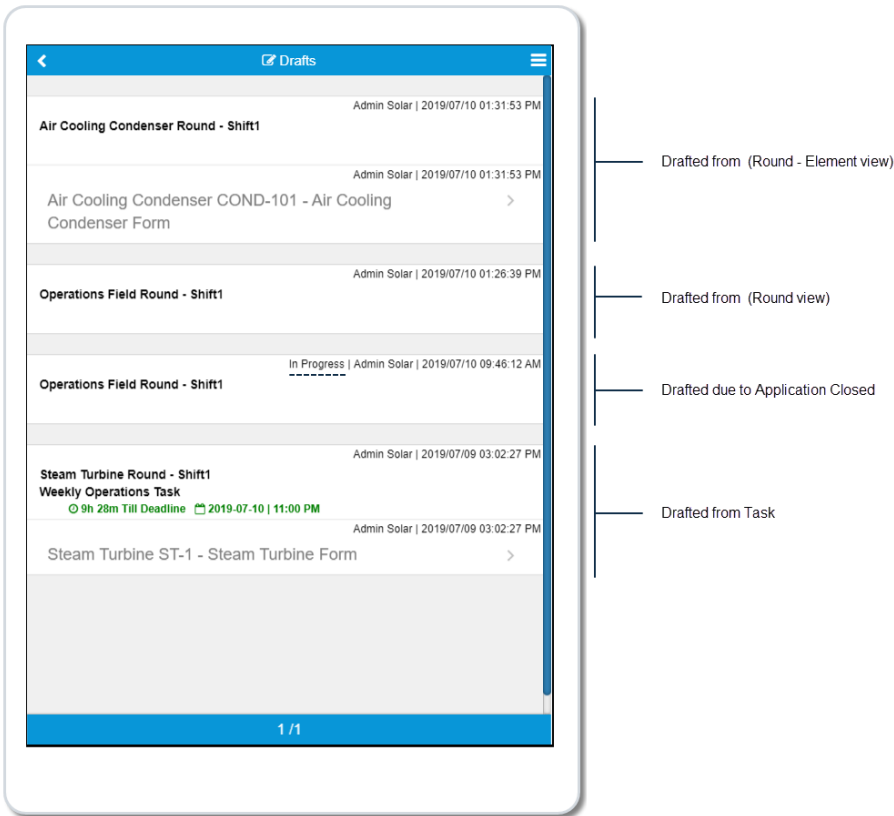 Drafts
Admin Solar | 2019/07/10 01:31:53 PM
Air Cooling Condenser Round - Shift1
Admin Solar | 2019/07/10 01:31:53 PM
Air Cooling Condenser COND-101 - Air Cooling
Condenser Form
Drafted from (Round - Element view)
Admin Solar | 2019/07/10 01:26:39 PM
Operations Field Round - Shift1
Drafted from (Round view)
In Progress | Admin Solar | 2019/07/10 09:46:12 AM
Operations Field Round - Shift1
Drafted due to Application Closed
Admin Solar | 2019/07/09 03:02:27 PM
Steam Turbine Round - Shift1
Weekly Operations Task
9h 28m Till Deadline 2019-07-10 | 11:00 PM
Admin Solar | 2019/07/09 03:02:27 PM
Steam Turbine ST-1 - Steam Turbine Form
Drafted from Task
1 /1